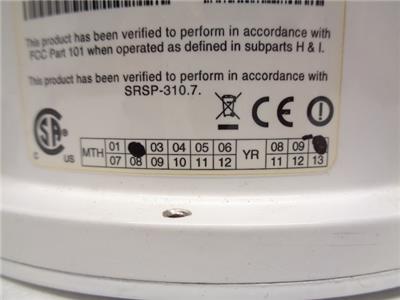 This product has been verified to perform in accordance with
FCC Part 101 when operated as defined in subparts H & I.
This product has been verified to perform in accordance with
SRSP-310.7.
C US
MTH 01 03 04 05 06 YR 08 09
07 08 09 10 11 12 11 12 13